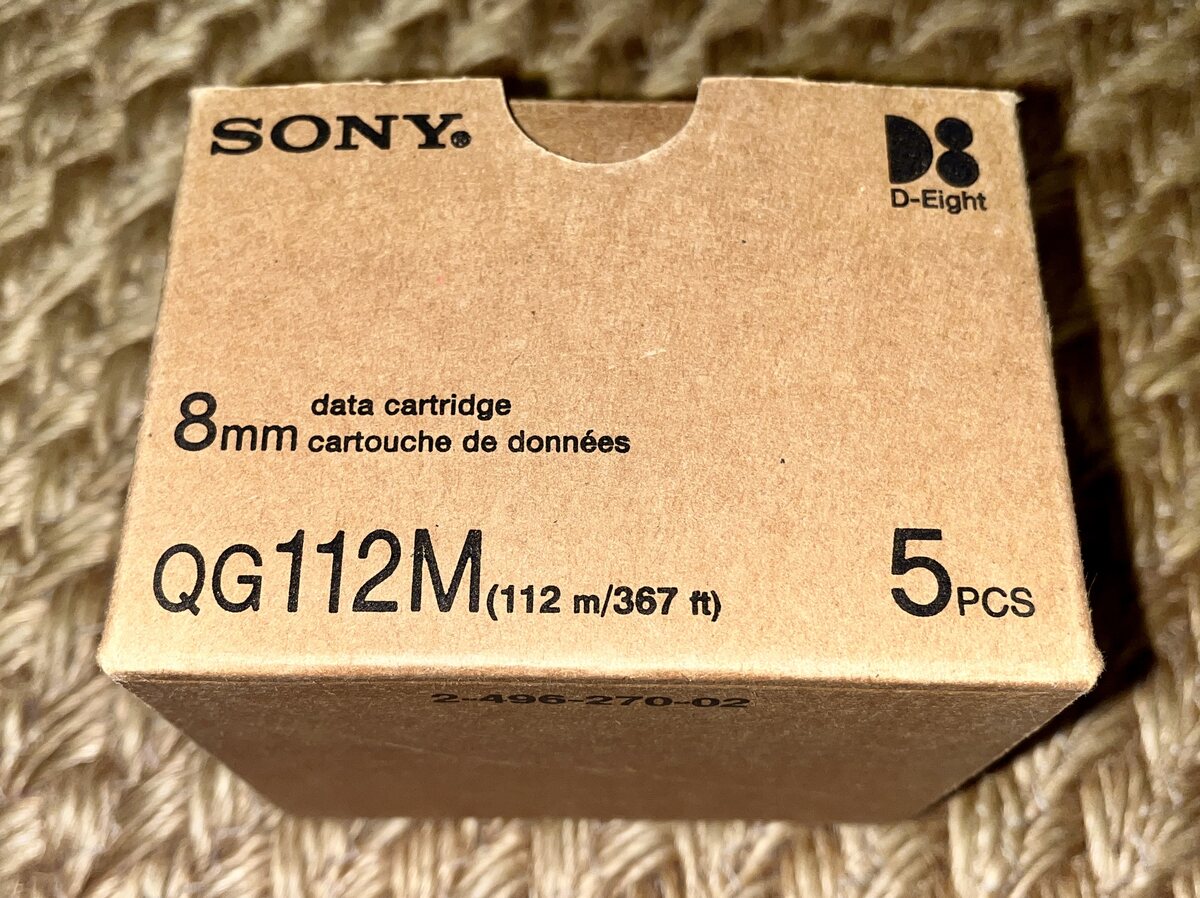 SONY®
D8
D-Eight
8mm data cartridge
cartouche de données
QG112M (112 m/367 ft)
5 PCS
2-496-270-02